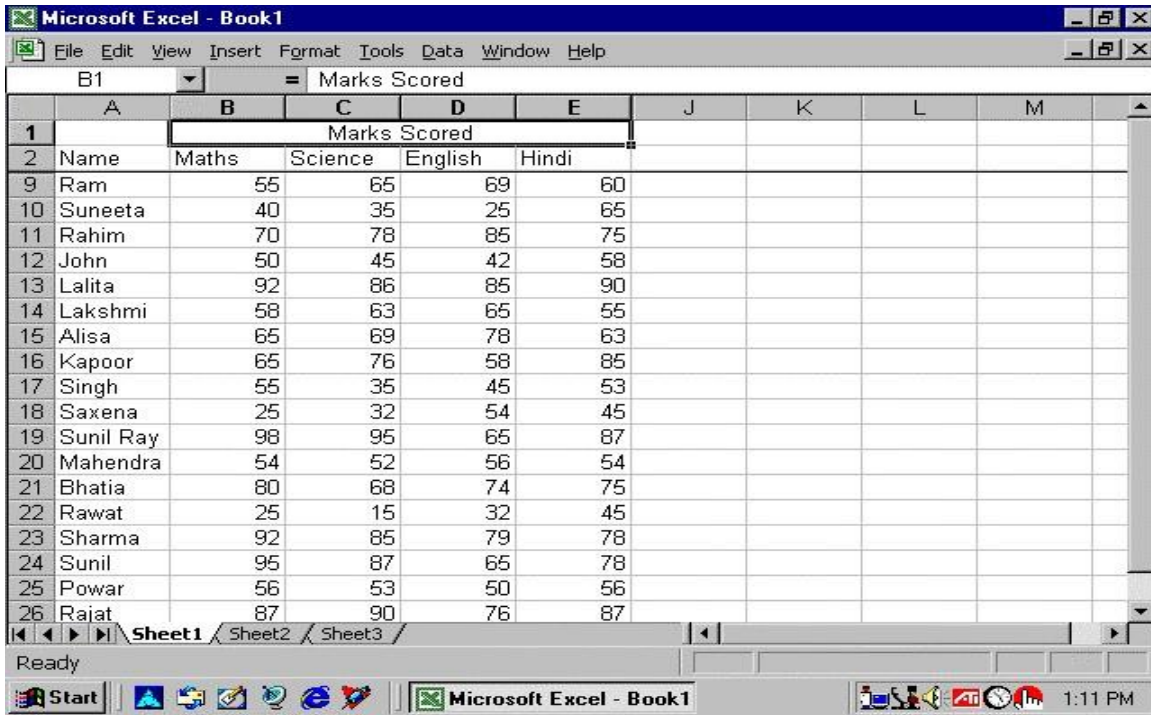 Microsoft Excel - Book1
File Edit View Insert Format Tools Data Window Help
B1 = Marks Scored
A B C D E J K L M
1 Marks Scored
2 Name Maths Science English Hindi
9 Ram 55 65 69 60
10 Suneeta 40 35 25 65
11 Rahim 70 78 85 75
12 John 50 45 42 58
13 Lalita 92 86 85 90
14 Lakshmi 58 63 65 55
15 Alisa 65 69 78 63
16 Kapoor 65 76 58 85
17 Singh 55 35 45 53
18 Saxena 25 32 54 45
19 Sunil Ray 98 95 65 87
20 Mahendra 54 52 56 54
21 Bhatia 80 68 74 75
22 Rawat 25 15 32 45
23 Sharma 92 85 79 78
24 Sunil 95 87 65 78
25 Powar 56 53 50 56
26 Rajat 87 90 76 87
Sheet1 Sheet2 Sheet3
Ready
Start Microsoft Excel - Book1 ATI 1:11 PM